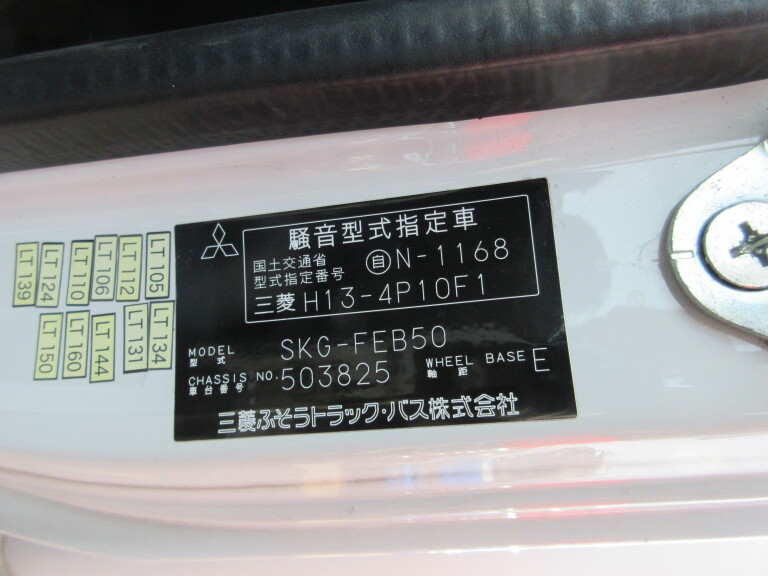 騒音型式指定車
国土交通省
型式指定番号
自 N-1168
三菱 H13-4P10F1
MODEL
型式
SKG-FEB50
CHASSIS NO.
車台番号
503825
WHEEL BASE
軸距
E
三菱ふそうトラック・バス株式会社
LT 139
LT 124
LT 110
LT 106
LT 112
LT 105
LT 150
LT 160
LT 144
LT 131
LT 134